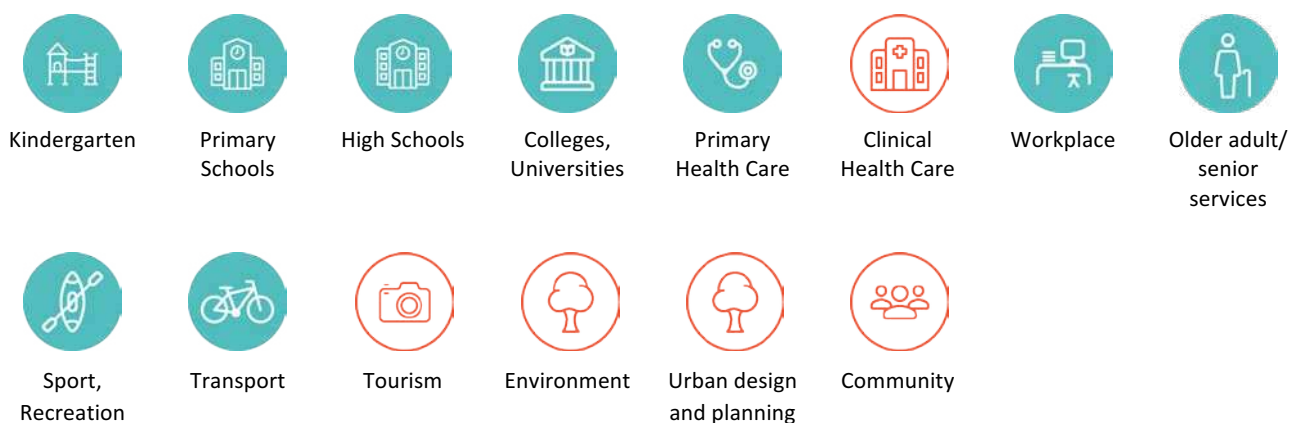 Kindergarten
Primary
Schools
High Schools
Colleges,
Universities
Primary
Health Care
Clinical
Health Care
Workplace
Older adult/
senior
services
Sport,
Recreation
Transport
Tourism
Environment
Urban design
and planning
Community